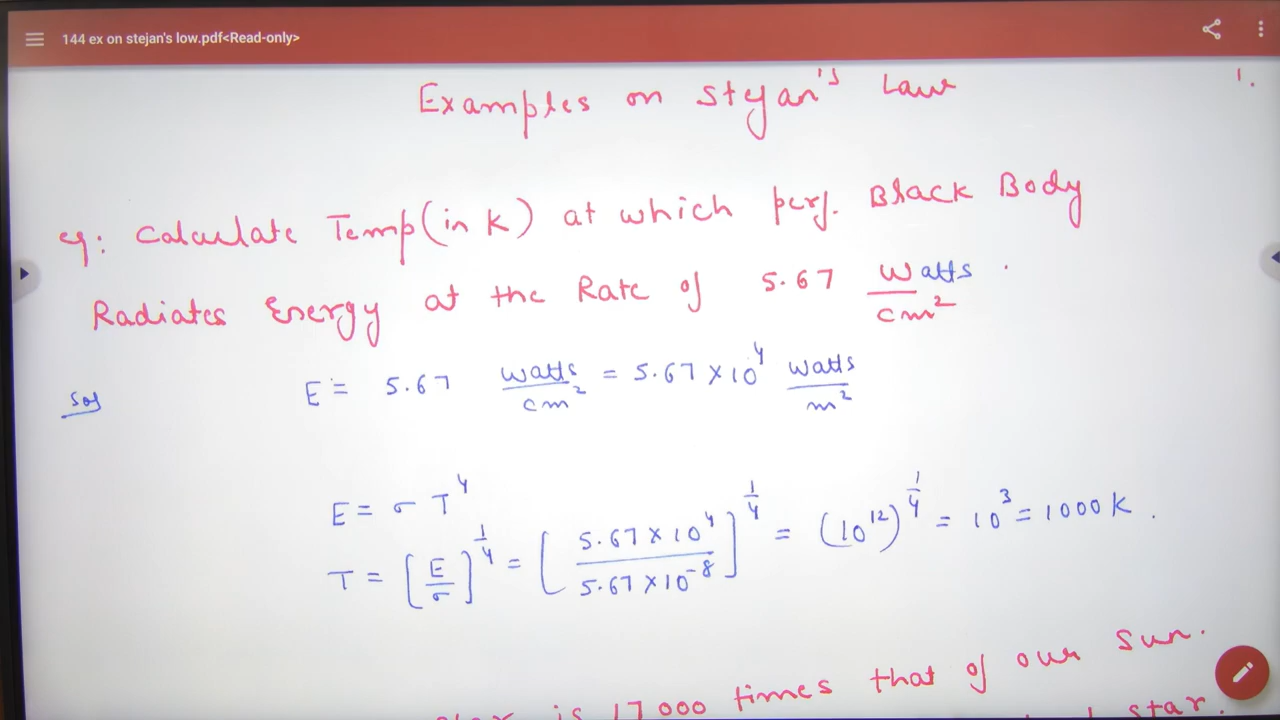 144 ex on stejan's low.pdf<Read-only>
Examples on Stejan's Law
1.
eg: Calculate Temp(in K) at which perf. Black Body
Radiates Energy at the Rate of 5.67 Watts/cm² .
Sol E = 5.67 watts/cm² = 5.67 × 10⁴ watts/m²
E = σ T⁴
T = [E/σ]^(1/4) = [5.67 × 10⁴ / 5.67 × 10⁻⁸]^(1/4) = (10¹²)^(1/4) = 10³ = 1000 K .
is 17000 times that of our sun.
star.